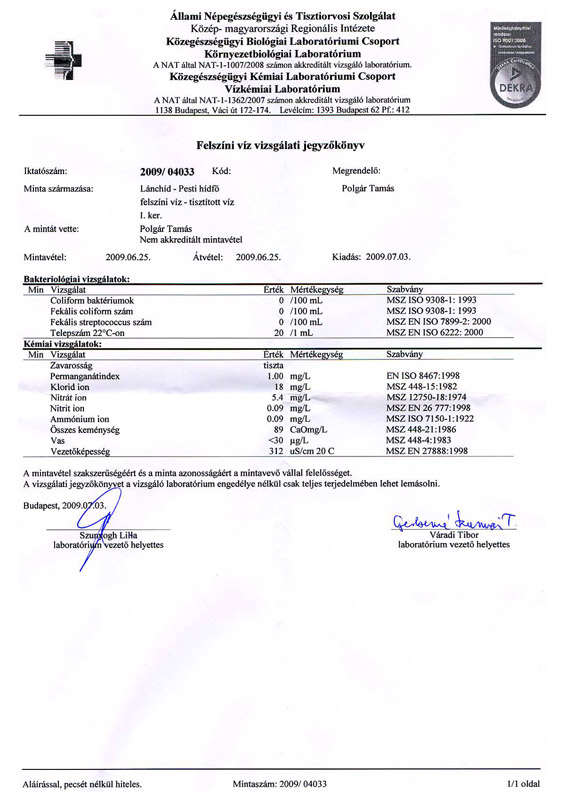 Állami Népegészségügyi és Tisztiorvosi Szolgálat
Közép- magyarországi Regionális Intézete
Közegészségügyi Biológiai Laboratóriumi Csoport
Környezetbiológiai Laboratórium
A NAT által NAT-1-1007/2008 számon akkreditált vizsgáló laboratórium.
Közegészségügyi Kémiai Laboratóriumi Csoport
Vízkémiai Laboratórium
A NAT által NAT-1-1362/2007 számon akkreditált vizsgáló laboratórium
1138 Budapest, Váci út 172-174. Levélcím: 1393 Budapest 62 Pf.: 412
ISO 9001:2008
DEKRA
Felszíni víz vizsgálati jegyzőkönyv
Iktatószám: 2009/ 04033 Kód: Megrendelő:
Minta származása: Lánchíd - Pesti hídfő Polgár Tamás
felszíni víz - tisztított víz
I. ker.
A mintát vette: Polgár Tamás
Nem akkreditált mintavétel
Mintavétel: 2009.06.25. Átvétel: 2009.06.25. Kiadás: 2009.07.03.
Bakteriológiai vizsgálatok:
Min Vizsgálat Érték Mértékegység Szabvány
Coliform baktériumok 0 /100 mL MSZ ISO 9308-1: 1993
Fekális coliform szám 0 /100 mL MSZ ISO 9308-1: 1993
Fekális streptococcus szám 0 /100 mL MSZ EN ISO 7899-2: 2000
Telepszám 22°C-on 20 /1 mL MSZ EN ISO 6222: 2000
Kémiai vizsgálatok:
Min Vizsgálat Érték Mértékegység Szabvány
Zavarosság tiszta
Permanganátindex 1.00 mg/L EN ISO 8467:1998
Klorid ion 18 mg/L MSZ 448-15:1982
Nitrát ion 5.4 mg/L MSZ 12750-18:1974
Nitrit ion 0.09 mg/L MSZ EN 26 777:1998
Ammónium ion 0.09 mg/L MSZ ISO 7150-1:1922
Összes keménység 89 CaOmg/L MSZ 448-21:1986
Vas <30 µg/L MSZ 448-4:1983
Vezetőképesség 312 uS/cm 20 C MSZ EN 27888:1998
A mintavétel szakszerűségéért és a minta azonosságáért a mintavevő vállal felelősséget.
A vizsgálati jegyzőkönyvet a vizsgáló laboratórium engedélye nélkül csak teljes terjedelmében lehet lemásolni.
Budapest, 2009.07.03.
Szunyogh Lilla Váradi Tibor
laboratórium vezető helyettes laboratórium vezető helyettes
Aláírással, pecsét nélkül hiteles. Mintaszám: 2009/ 04033 1/1 oldal